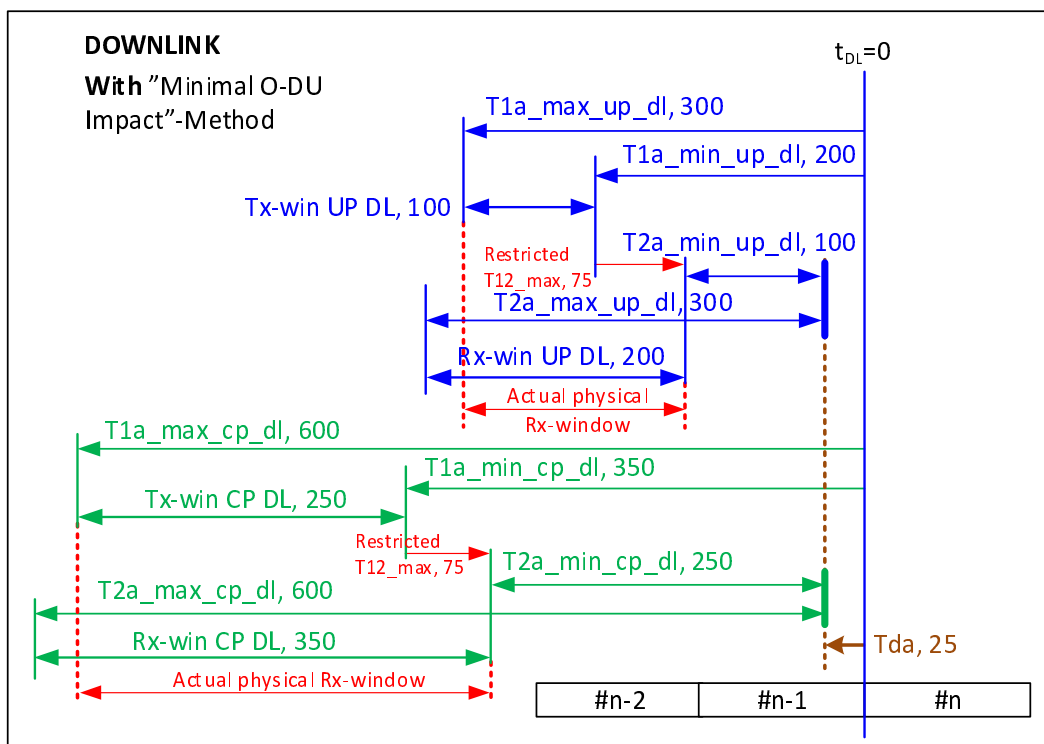 DOWNLINK
With ”Minimal O-DU
Impact”-Method
tDL=0
T1a_max_up_dl, 300
T1a_min_up_dl, 200
Tx-win UP DL, 100
T2a_min_up_dl, 100
Restricted
T12_max, 75
T2a_max_up_dl, 300
Rx-win UP DL, 200
Actual physical
Rx-window
T1a_max_cp_dl, 600
T1a_min_cp_dl, 350
Tx-win CP DL, 250
Restricted
T12_max, 75
T2a_min_cp_dl, 250
T2a_max_cp_dl, 600
Rx-win CP DL, 350
Tda, 25
Actual physical Rx-window
#n-2
#n-1
#n